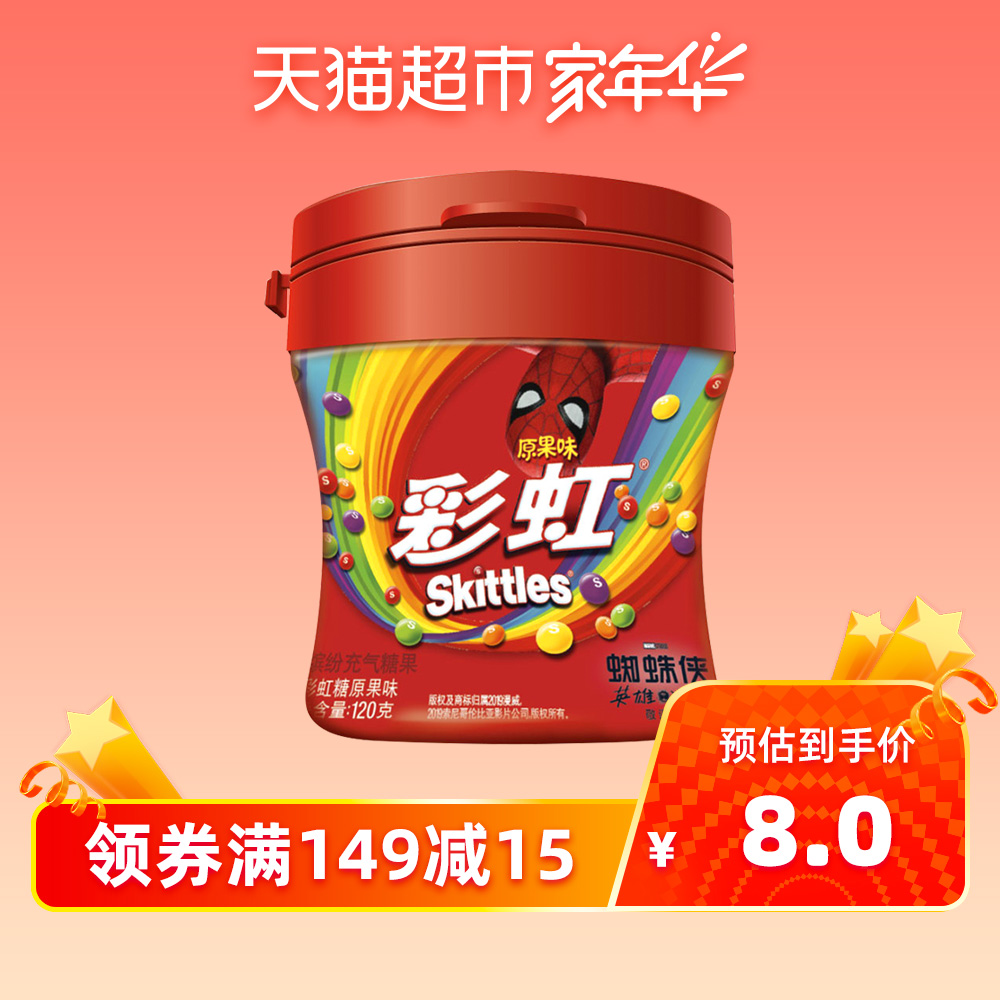 天猫超市家年华
原果味
彩虹®
Skittles
缤纷充气糖果
彩虹糖原果味
含量:120克
版权及商标归属2019漫威。
2019索尼哥伦比亚影片公司,版权所有。
蜘蛛侠
英雄
预估到手价
¥ 8.0
领券满149减15